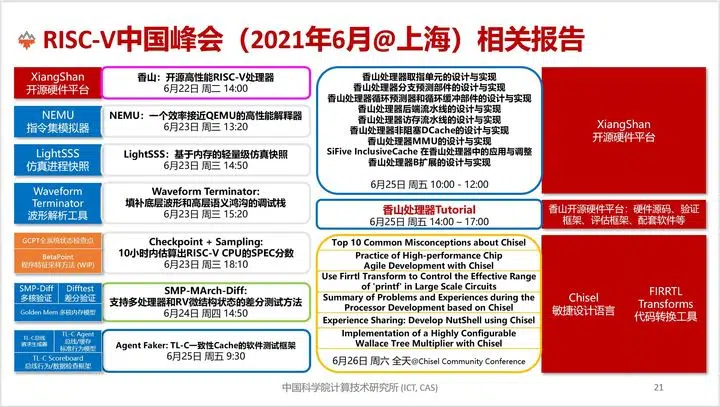 RISC-V中国峰会（2021年6月@上海）相关报告
XiangShan
开源硬件平台
香山：开源高性能RISC-V处理器
6月22日 周二 14:00
NEMU
指令集模拟器
NEMU：一个效率接近QEMU的高性能解释器
6月23日 周三 13:20
LightSSS
仿真进程快照
LightSSS：基于内存的轻量级仿真快照
6月23日 周三 14:50
Waveform
Terminator
波形解析工具
Waveform Terminator:
填补底层波形和高层语义鸿沟的调试栈
6月23日 周三 15:20
GCPT全系统状态检查点
BetaPoint
程序特征采样方法 (WiP)
Checkpoint + Sampling:
10小时内估算出RISC-V CPU的SPEC分数
6月23日 周三 18:10
SMP-Diff
多核验证
Difftest
差分验证
Golden Mem 多核内存模型
SMP-MArch-Diff:
支持多处理器和RV微结构状态的差分测试方法
6月24日 周四 14:50
TL-C总线
请求生成器
TL-C Agent
总线/缓存
标准行为模型
TL-C Scoreboard
总线行为/数据检查框架
Agent Faker: TL-C一致性Cache的软件测试框架
6月25日 周五 9:30
香山处理器取指单元的设计与实现
香山处理器分支预测部件的设计与实现
香山处理器循环预测器和循环缓冲部件的设计与实现
香山处理器后端流水线的设计与实现
香山处理器访存流水线的设计与实现
香山处理器非阻塞DCache的设计与实现
香山处理器MMU的设计与实现
SiFive InclusiveCache 在香山处理器中的应用与调整
香山处理器B扩展的设计与实现
6月25日 周五 10:00 - 12:00
XiangShan
开源硬件平台
香山处理器Tutorial
6月25日 周五 14:00 – 17:00
香山开源硬件平台：硬件源码、验证
框架、评估框架、配套软件等
Top 10 Common Misconceptions about Chisel
Practice of High-performance Chip
Agile Development with Chisel
Use Firrtl Transform to Control the Effective Range
of 'printf' in Large Scale Circuits
Summary of Problems and Experiences during the
Processor Development based on Chisel
Experience Sharing: Develop NutShell using Chisel
Implementation of a Highly Configurable
Wallace Tree Multiplier with Chisel
6月26日 周六 全天@Chisel Community Conference
Chisel
敏捷设计语言
FIRRTL
Transforms
代码转换工具
中国科学院计算技术研究所 (ICT, CAS)
21